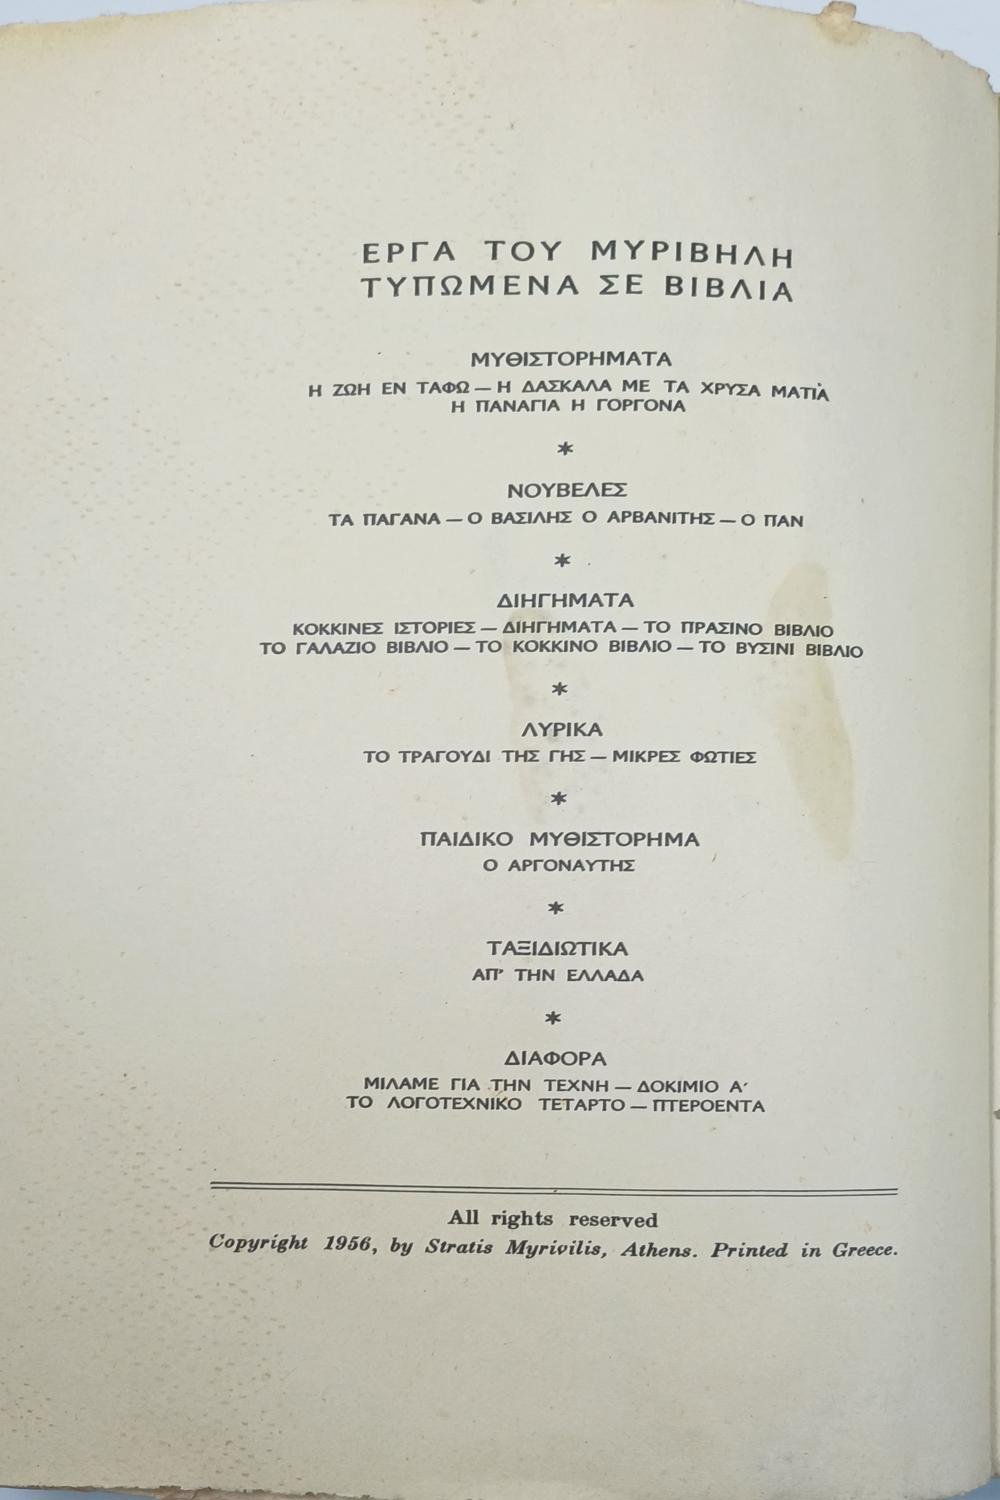 ΕΡΓΑ ΤΟΥ ΜΥΡΙΒΗΛΗ
ΤΥΠΩΜΕΝΑ ΣΕ ΒΙΒΛΙΑ
ΜΥΘΙΣΤΟΡΗΜΑΤΑ
Η ΖΩΗ ΕΝ ΤΑΦΩ — Η ΔΑΣΚΑΛΑ ΜΕ ΤΑ ΧΡΥΣΑ ΜΑΤΙΑ
Η ΠΑΝΑΓΙΑ Η ΓΟΡΓΟΝΑ
*
ΝΟΥΒΕΛΕΣ
ΤΑ ΠΑΓΑΝΑ — Ο ΒΑΣΙΛΗΣ Ο ΑΡΒΑΝΙΤΗΣ — Ο ΠΑΝ
*
ΔΙΗΓΗΜΑΤΑ
ΚΟΚΚΙΝΕΣ ΙΣΤΟΡΙΕΣ — ΔΙΗΓΗΜΑΤΑ — ΤΟ ΠΡΑΣΙΝΟ ΒΙΒΛΙΟ
ΤΟ ΓΑΛΑΖΙΟ ΒΙΒΛΙΟ — ΤΟ ΚΟΚΚΙΝΟ ΒΙΒΛΙΟ — ΤΟ ΒΥΣΙΝΙ ΒΙΒΛΙΟ
*
ΛΥΡΙΚΑ
ΤΟ ΤΡΑΓΟΥΔΙ ΤΗΣ ΓΗΣ — ΜΙΚΡΕΣ ΦΩΤΙΕΣ
*
ΠΑΙΔΙΚΟ ΜΥΘΙΣΤΟΡΗΜΑ
Ο ΑΡΓΟΝΑΥΤΗΣ
*
ΤΑΞΙΔΙΩΤΙΚΑ
ΑΠ' ΤΗΝ ΕΛΛΑΔΑ
*
ΔΙΑΦΟΡΑ
ΜΙΛΑΜΕ ΓΙΑ ΤΗΝ ΤΕΧΝΗ — ΔΟΚΙΜΙΟ Α'
ΤΟ ΛΟΓΟΤΕΧΝΙΚΟ ΤΕΤΑΡΤΟ — ΠΤΕΡΟΕΝΤΑ
All rights reserved
Copyright 1956, by Stratis Myrivilis, Athens. Printed in Greece.